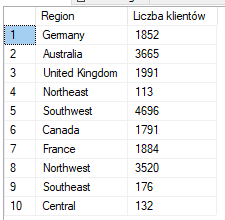 Region Liczba klientów
1 Germany 1852
2 Australia 3665
3 United Kingdom 1991
4 Northeast 113
5 Southwest 4696
6 Canada 1791
7 France 1884
8 Northwest 3520
9 Southeast 176
10 Central 132